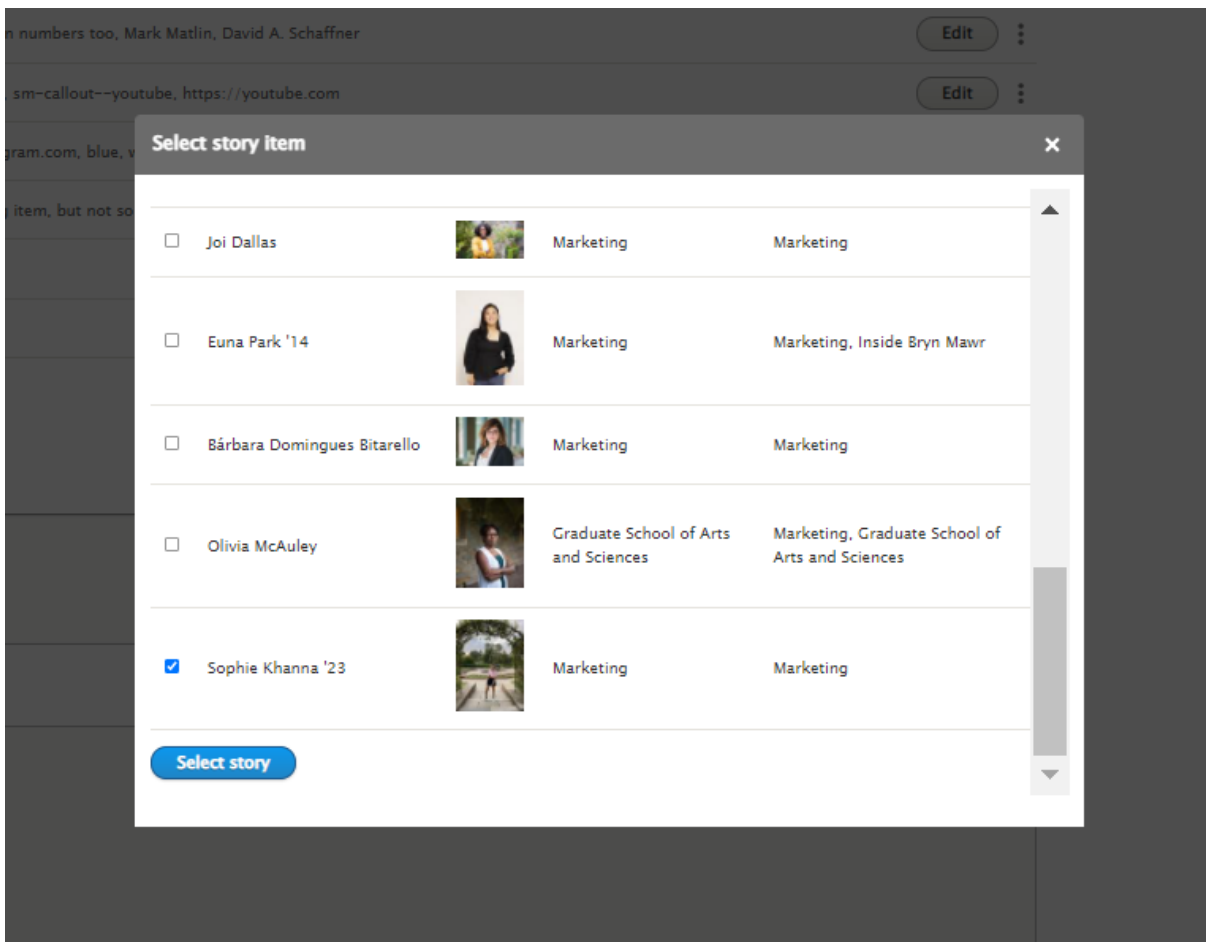 n numbers too, Mark Matlin, David A. Schaffner Edit
, sm-callout--youtube, https://youtube.com Edit
gram.com, blue,
Select story item ×
item, but not so
Joi Dallas Marketing Marketing
Euna Park '14 Marketing Marketing, Inside Bryn Mawr
Bárbara Domingues Bitarello Marketing Marketing
Olivia McAuley Graduate School of Arts Marketing, Graduate School of
and Sciences Arts and Sciences
Sophie Khanna '23 Marketing Marketing
Select story